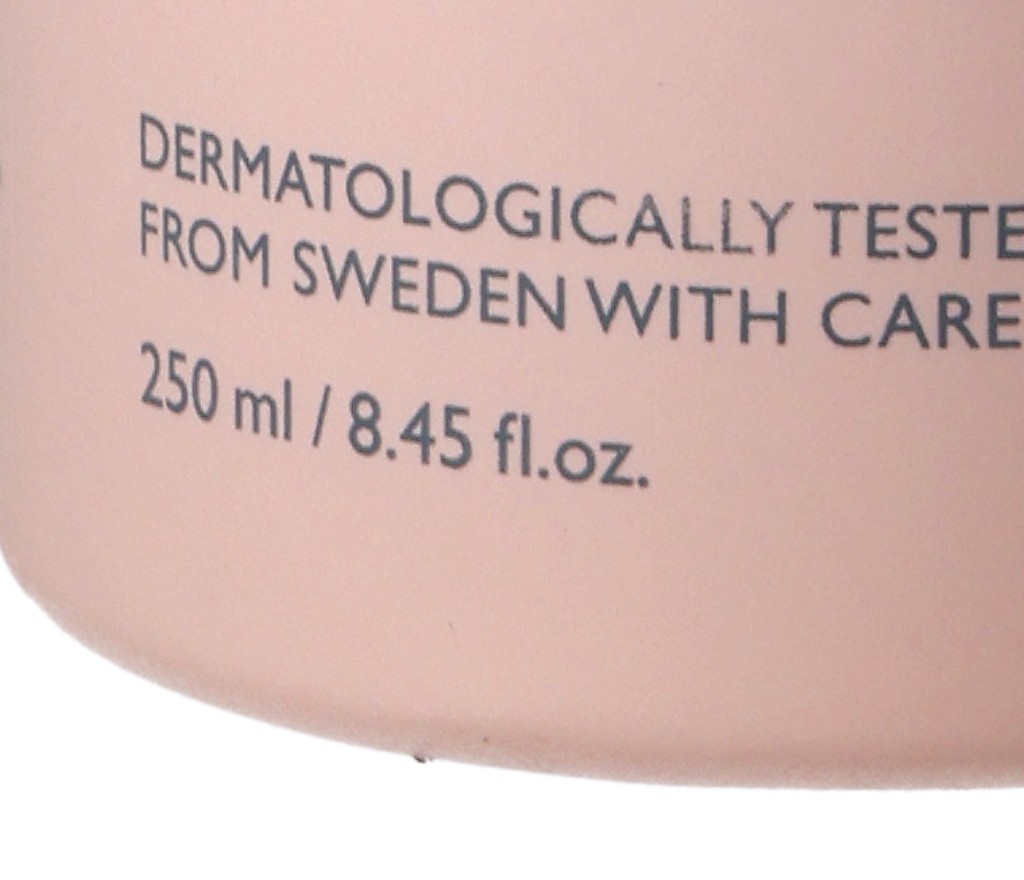 DERMATOLOGICALLY TESTE
FROM SWEDEN WITH CARE
250 ml / 8.45 fl.oz.